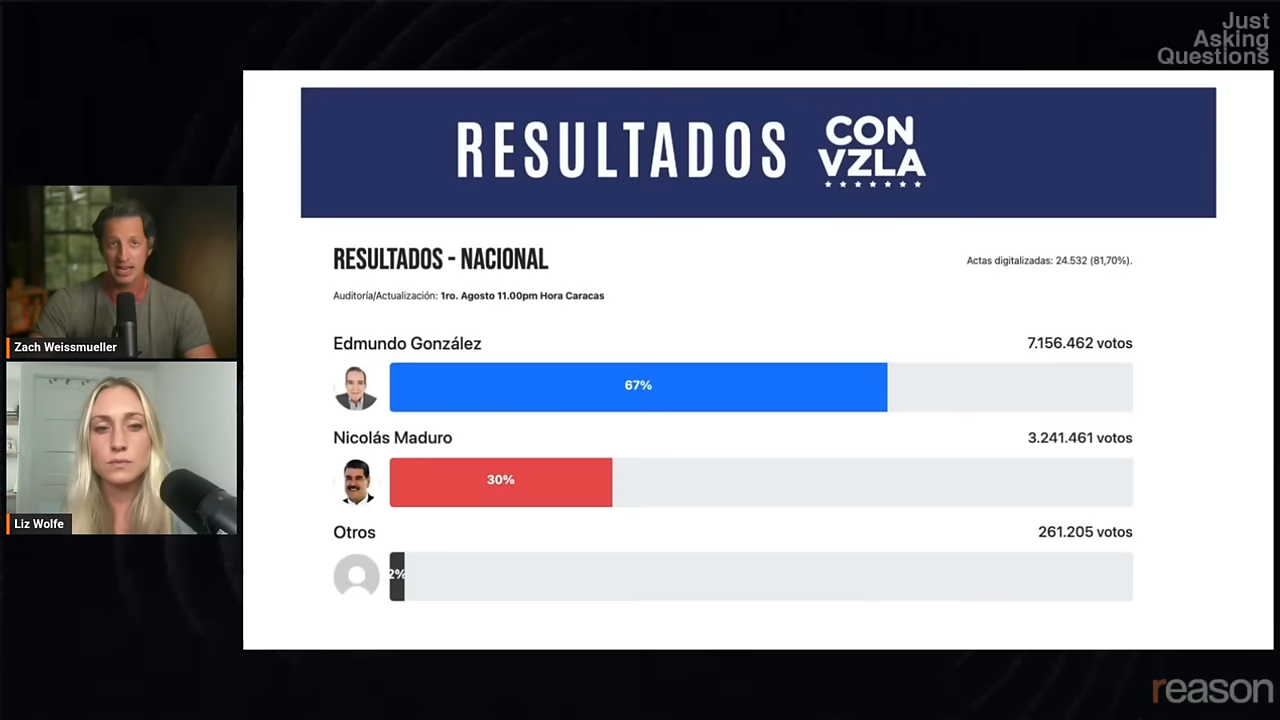 Just
Asking
Questions
RESULTADOS CON
VZLA
RESULTADOS - NACIONAL
Actas digitalizadas: 24.532 (81,70%).
Auditoría/Actualización: 1ro. Agosto 11.00pm Hora Caracas
Edmundo González 7.156.462 votos
67%
Nicolás Maduro 3.241.461 votos
30%
Otros 261.205 votos
2%
Zach Weissmueller
Liz Wolfe
reason